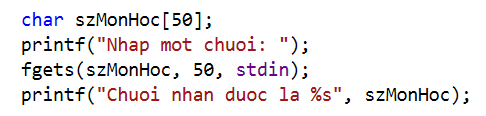 char szMonHoc[50];
printf("Nhap mot chuoi: ");
fgets(szMonHoc, 50, stdin);
printf("Chuoi nhan duoc la %s", szMonHoc);